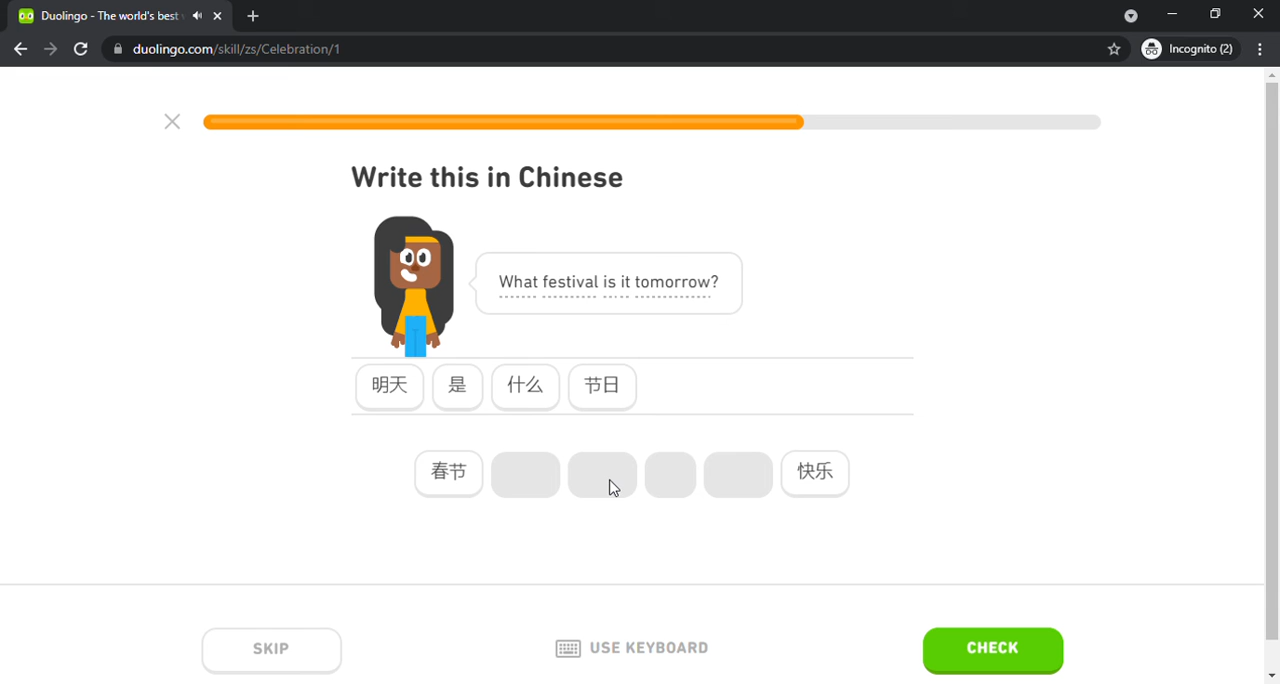 Duolingo - The world's best
duolingo.com/skill/zs/Celebration/1
Incognito (2)
Write this in Chinese
What festival is it tomorrow?
明天 是 什么 节日
春节 快乐
SKIP
USE KEYBOARD
CHECK